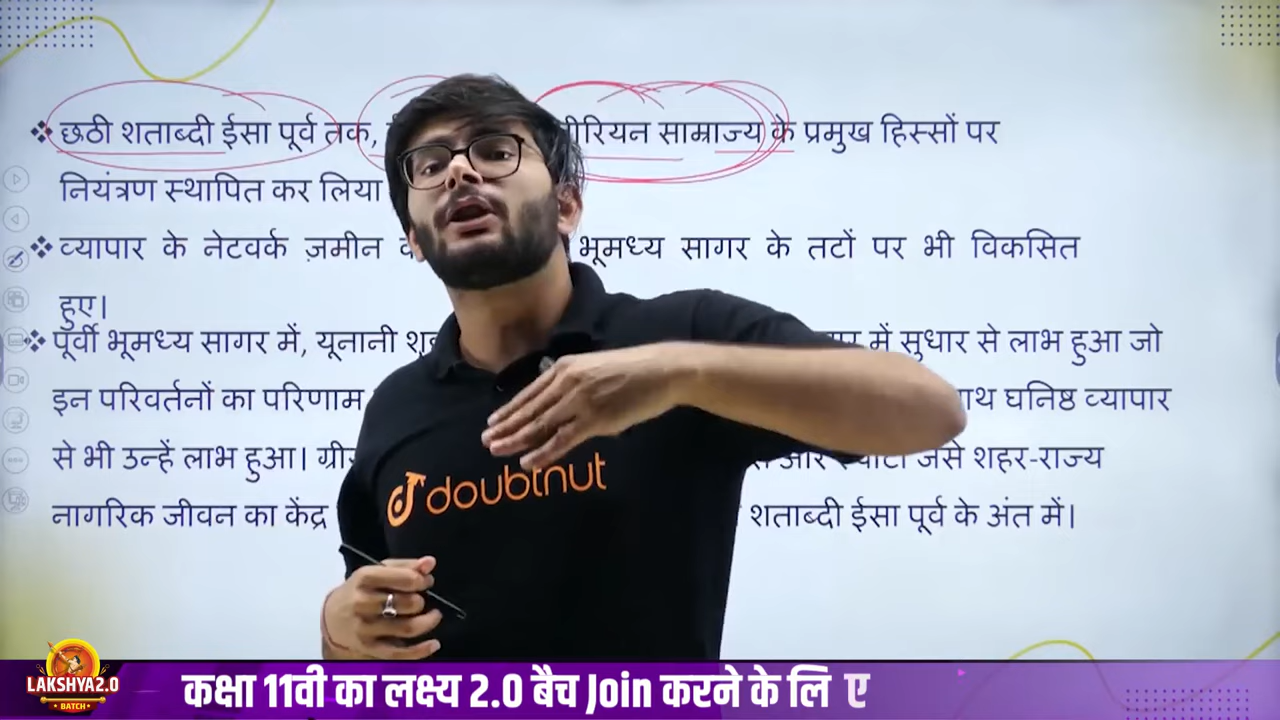 छठी शताब्दी ईसा पूर्व तक, साम्राज्य के प्रमुख हिस्सों पर
नियंत्रण स्थापित कर लिया
व्यापार के नेटवर्क ज़मीन भूमध्य सागर के तटों पर भी विकसित
हुए।
पूर्वी भूमध्य सागर में, यूनानी में सुधार से लाभ हुआ जो
इन परिवर्तनों का परिणाम घनिष्ठ व्यापार
से भी उन्हें लाभ हुआ। और जैसे शहर-राज्य
नागरिक जीवन का केंद्र शताब्दी ईसा पूर्व के अंत में।
doubtnut
LAKSHYA2.0
BATCH
कक्षा 11वी का लक्ष्य 2.0 बैच Join करने के लि ए